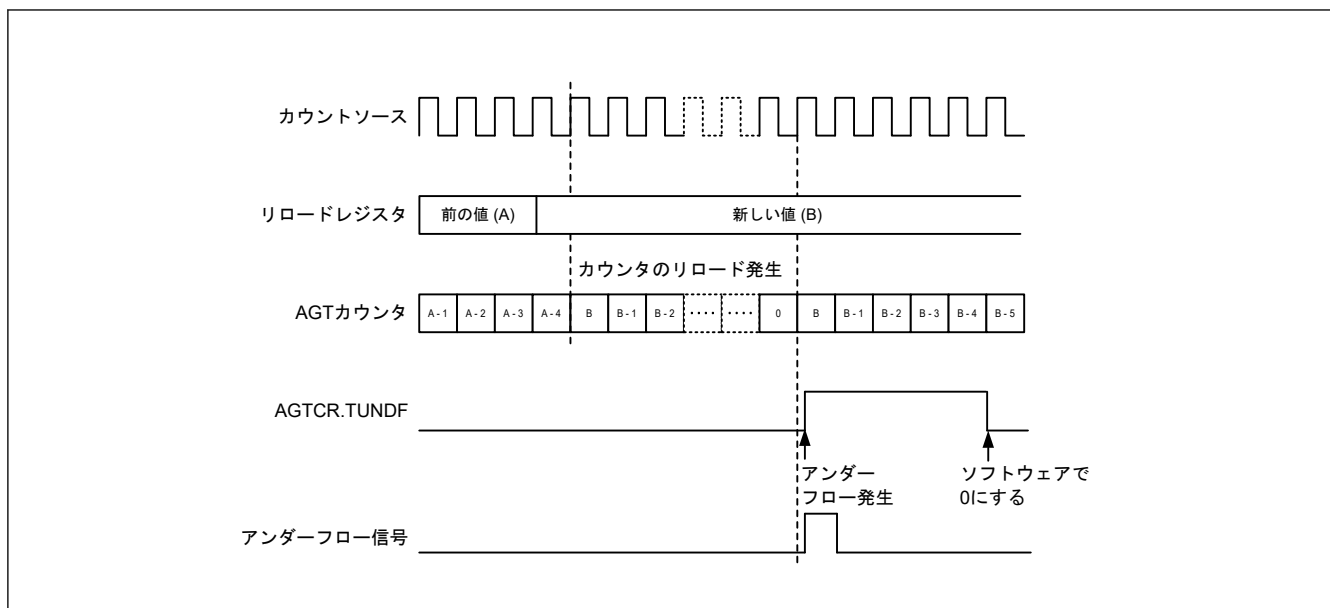 カウントソース
リロードレジスタ
前の値 (A)
新しい値 (B)
カウンタのリロード発生
AGTカウンタ
A - 1 A - 2 A - 3 A - 4 B B - 1 B - 2 ···· ···· 0 B B - 1 B - 2 B - 3 B - 4 B - 5
AGTCR.TUNDF
アンダー
フロー発生
ソフトウェアで
0にする
アンダーフロー信号